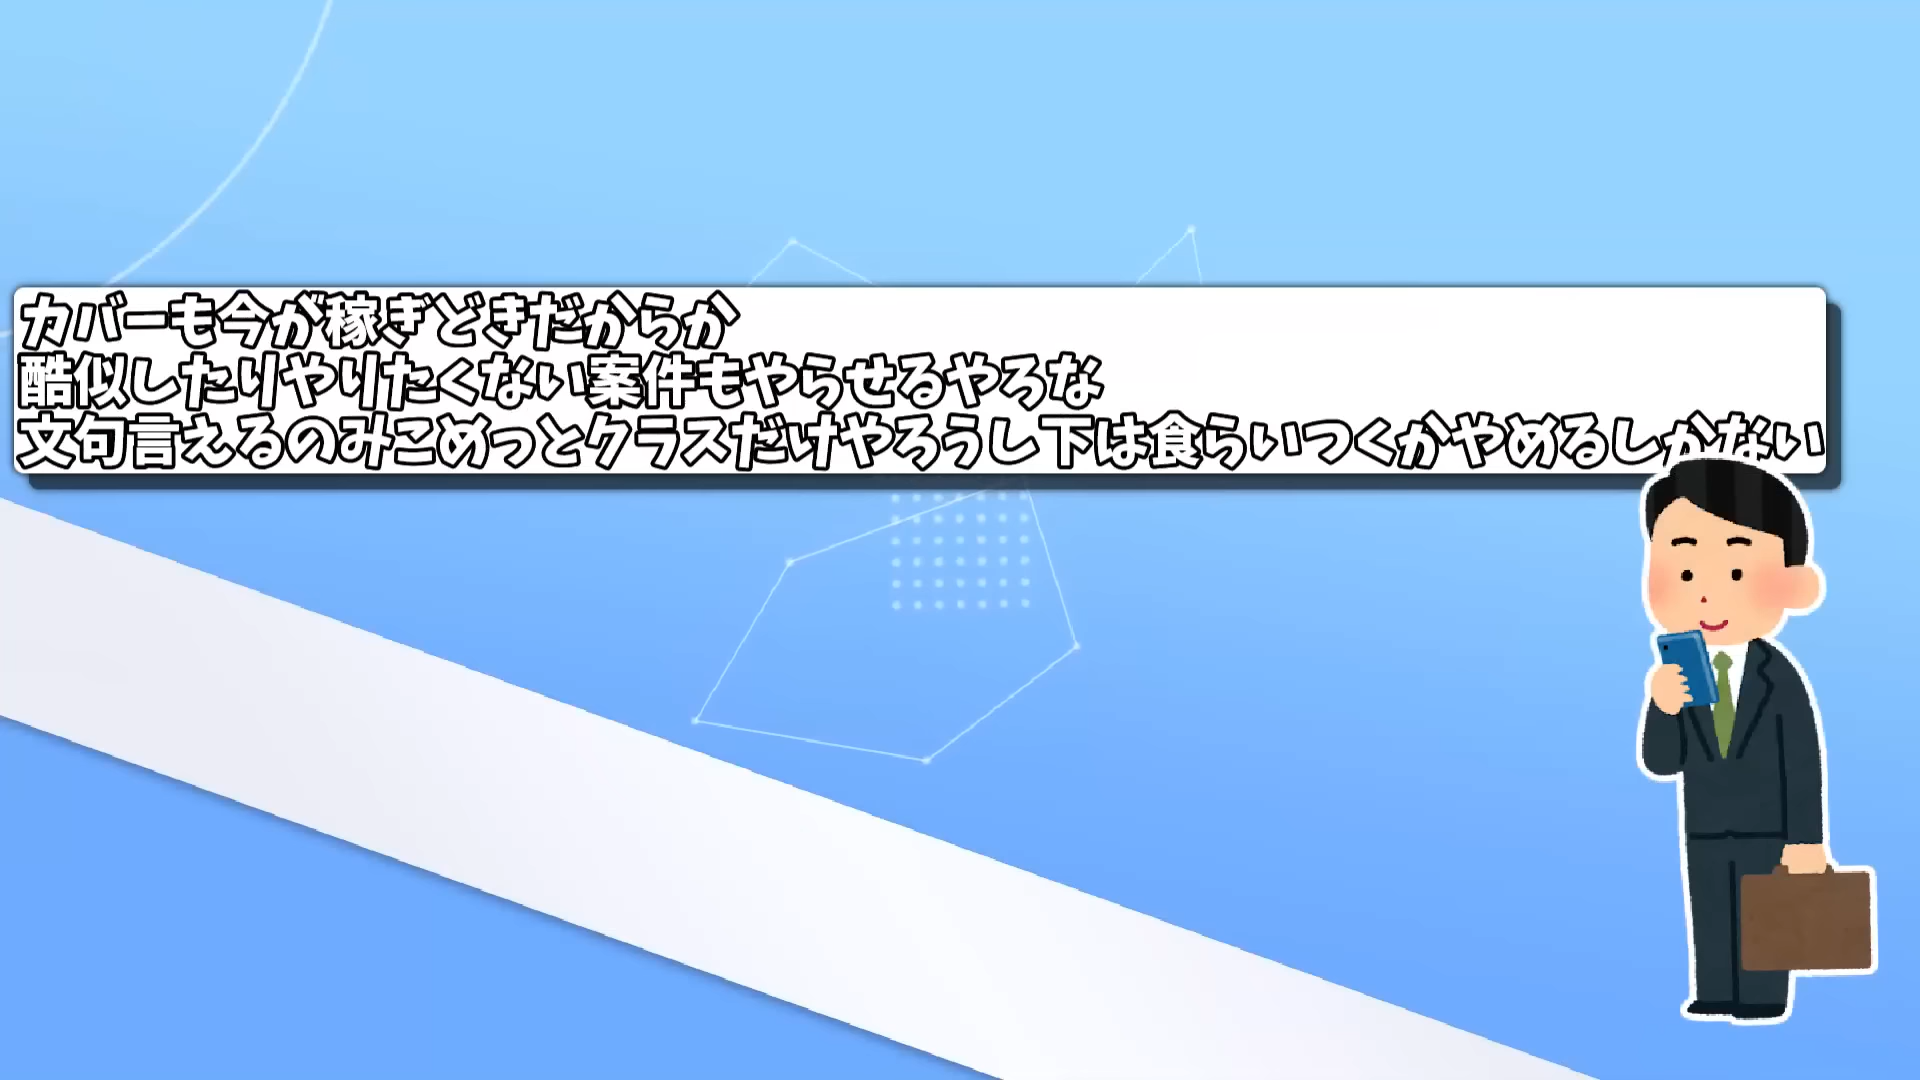 カバーも今が稼ぎどきだからか
酷似したりやりたくない案件もやらせるやろな
文句言えるのみこめっとクラスだけやろうし下は食らいつくかやめるしかない